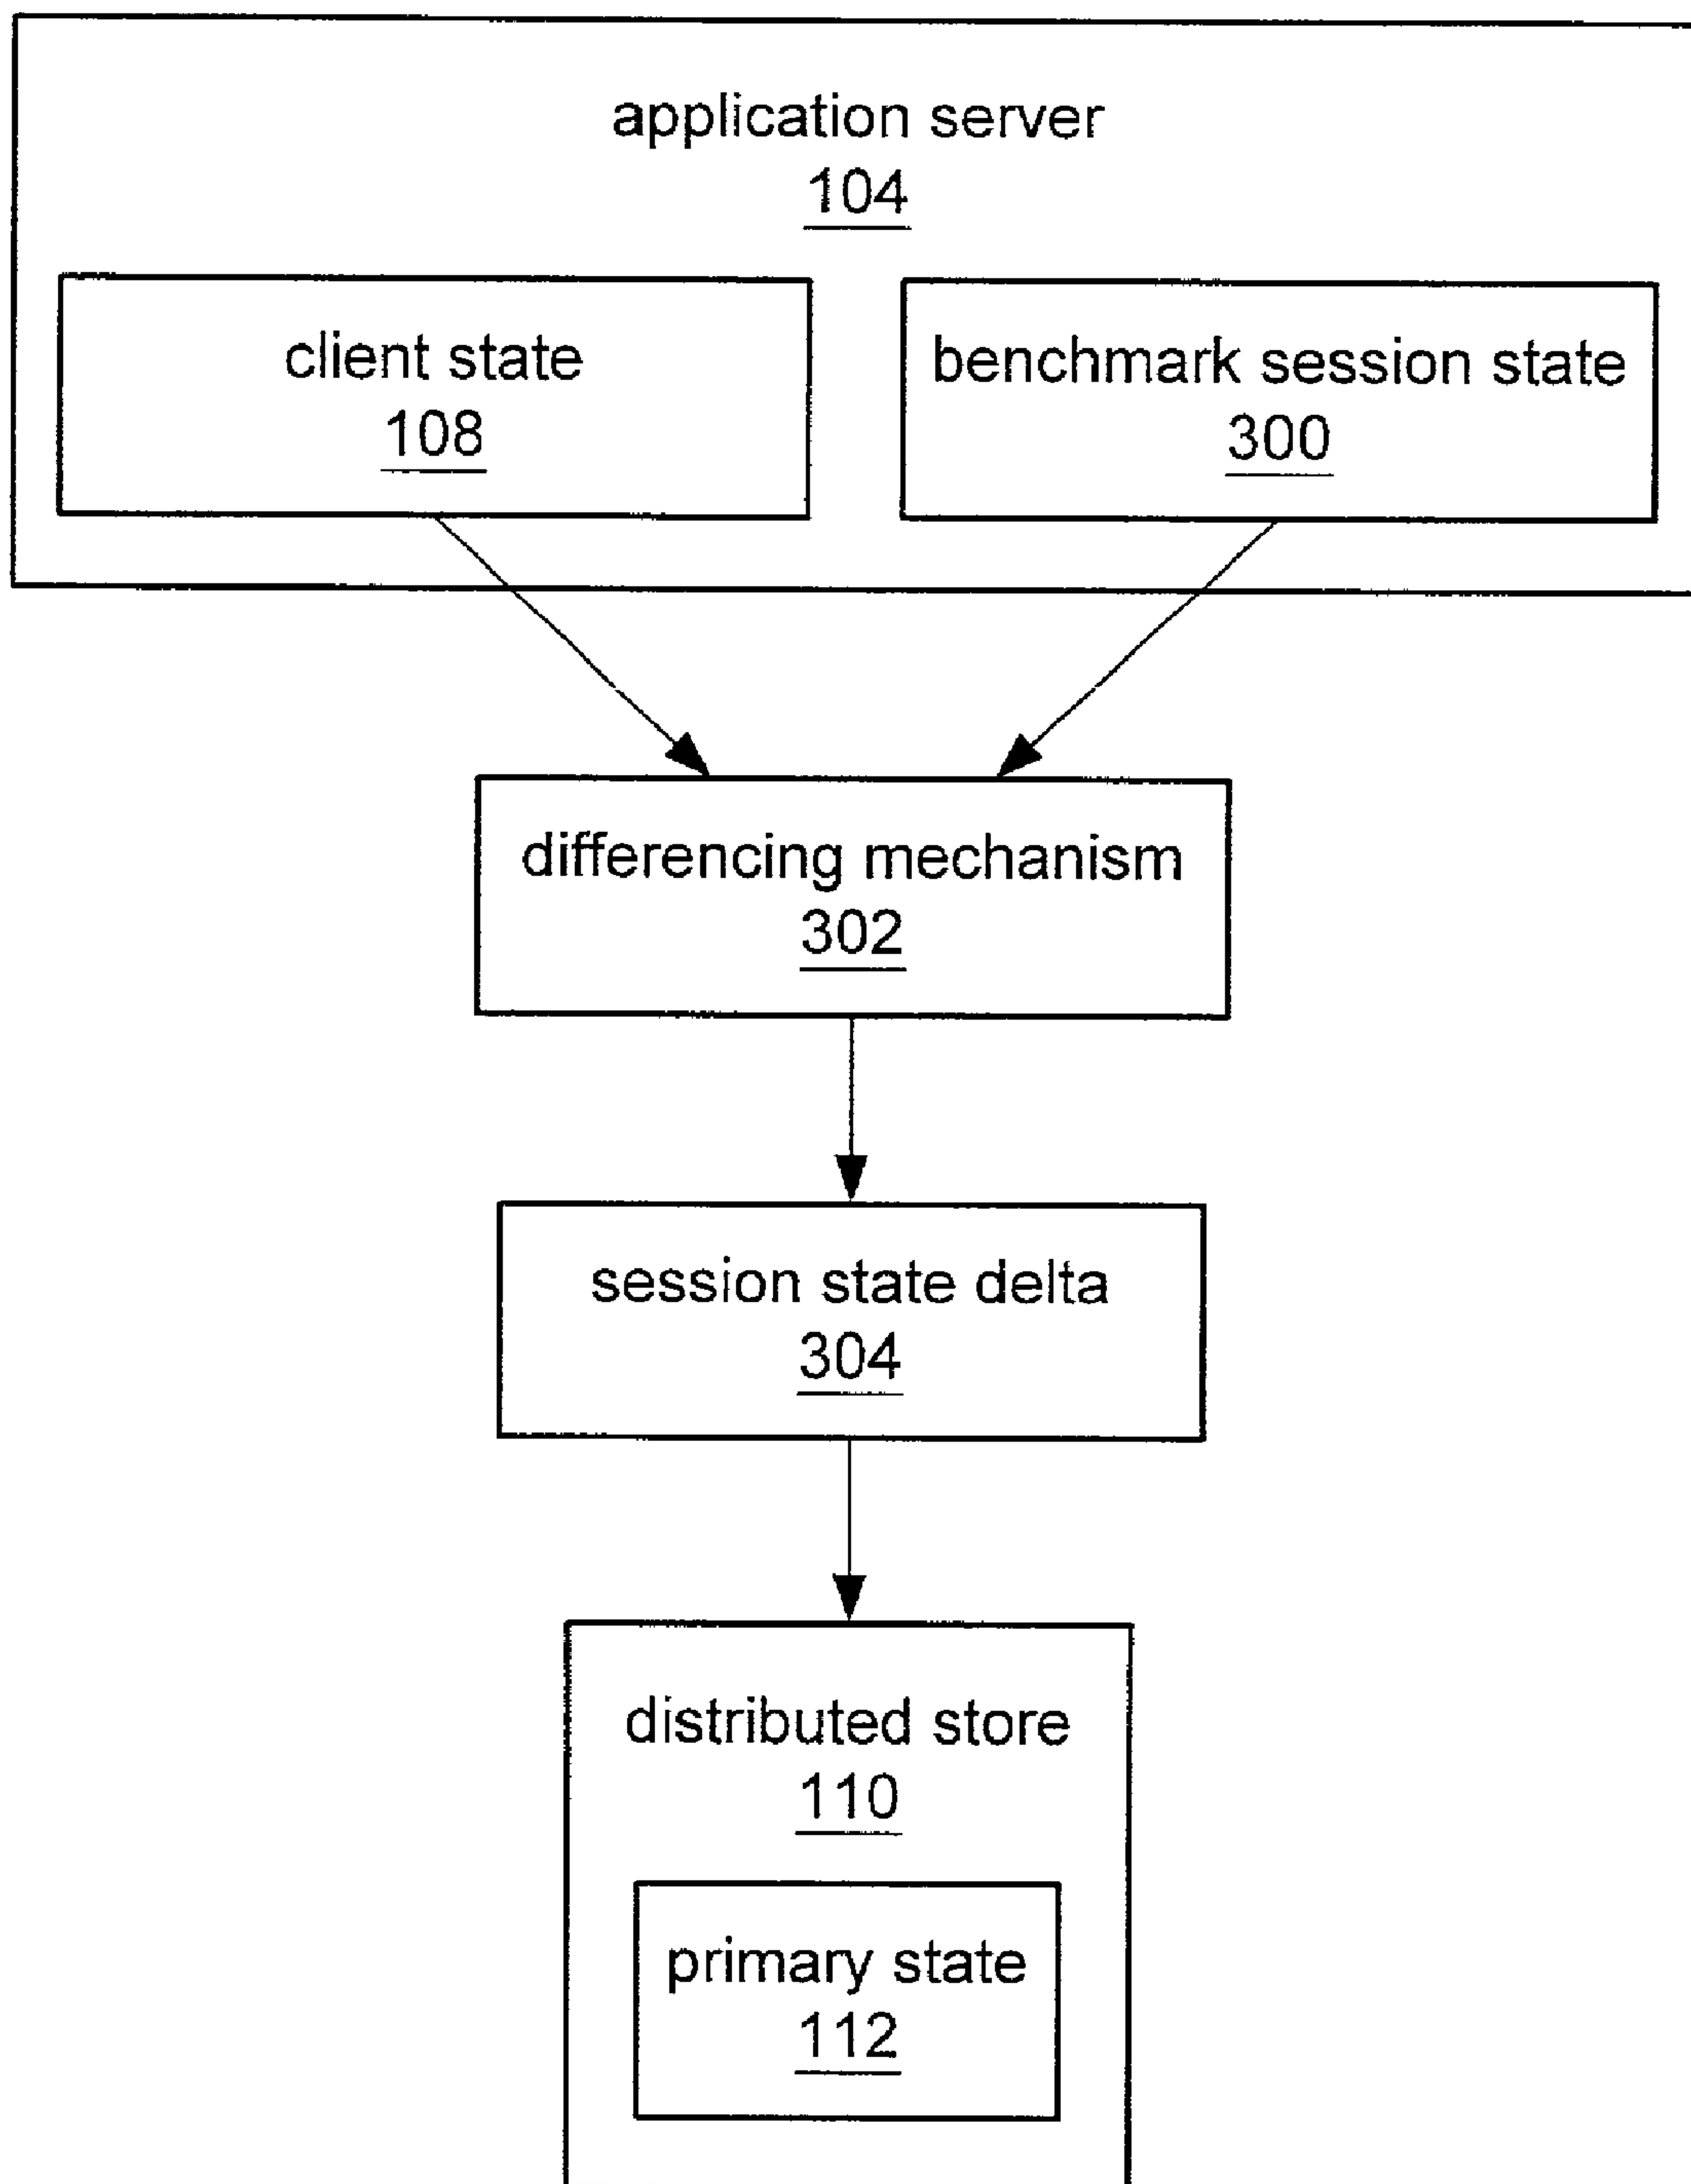 application server
104
client state
108
benchmark session state
300
differencing mechanism
302
session state delta
304
distributed store
110
primary state
112